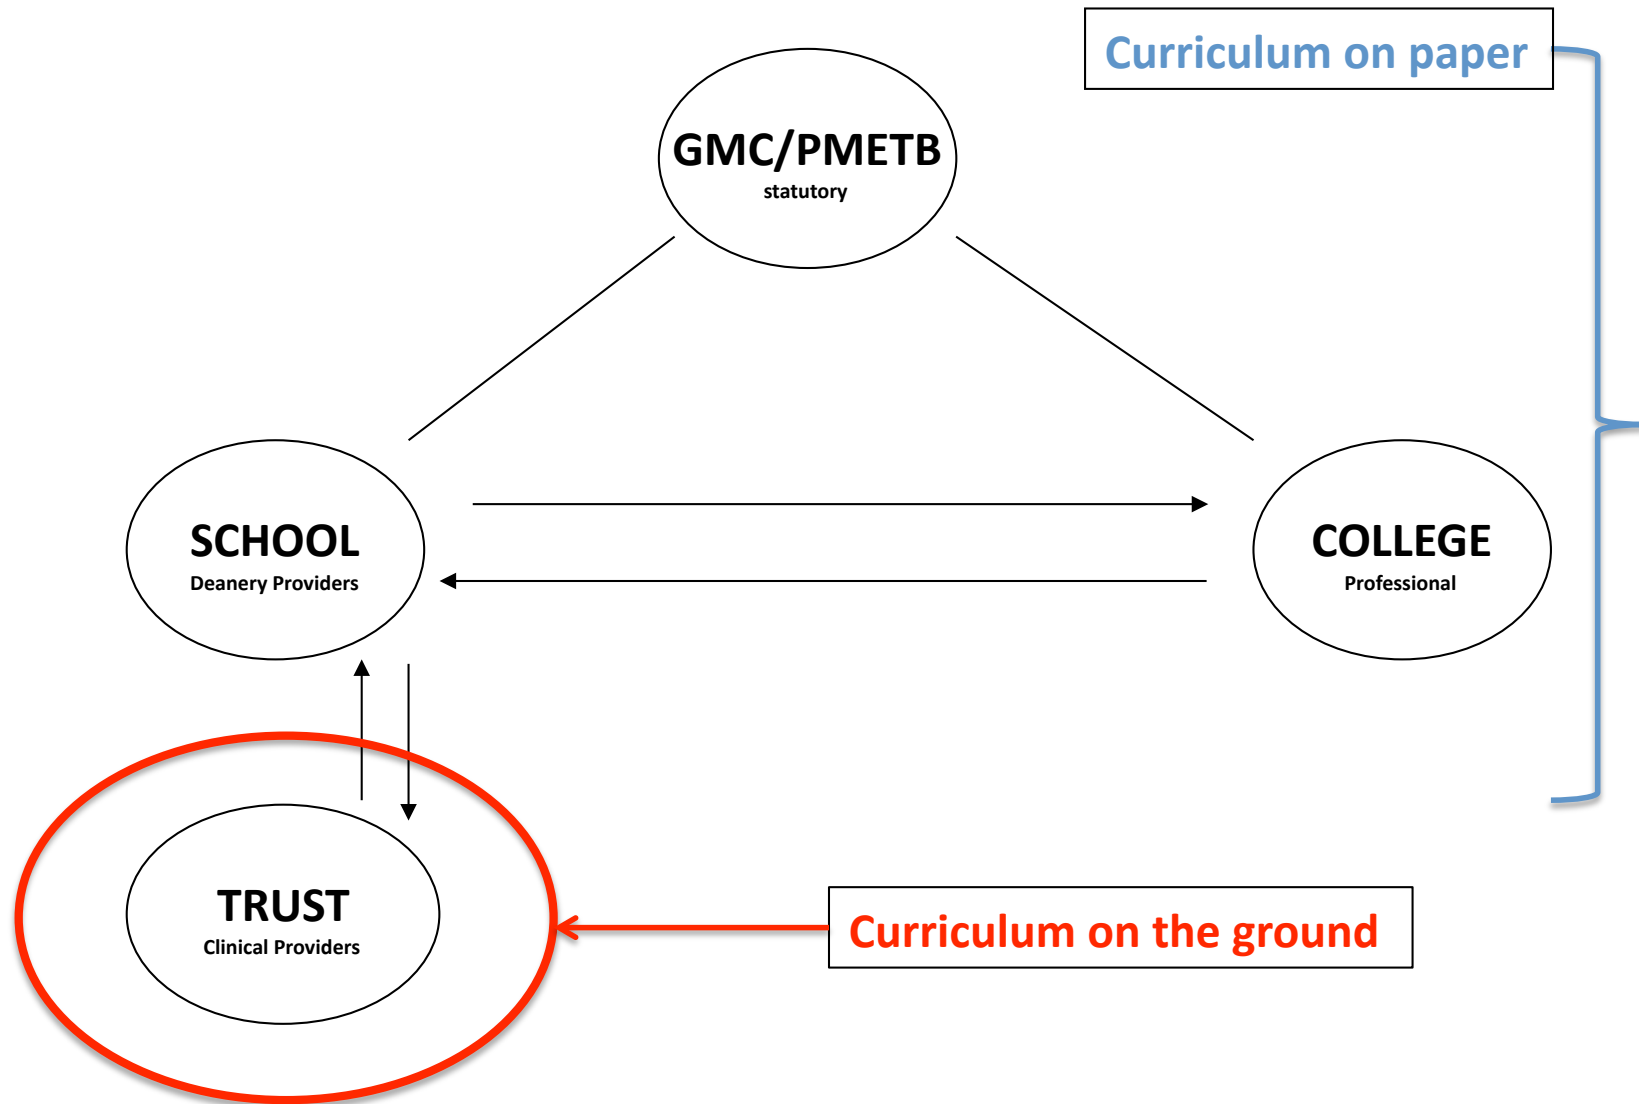 Curriculum on paper
GMC/PMETB
statutory
SCHOOL
Deanery Providers
COLLEGE
Professional
TRUST
Clinical Providers
Curriculum on the ground